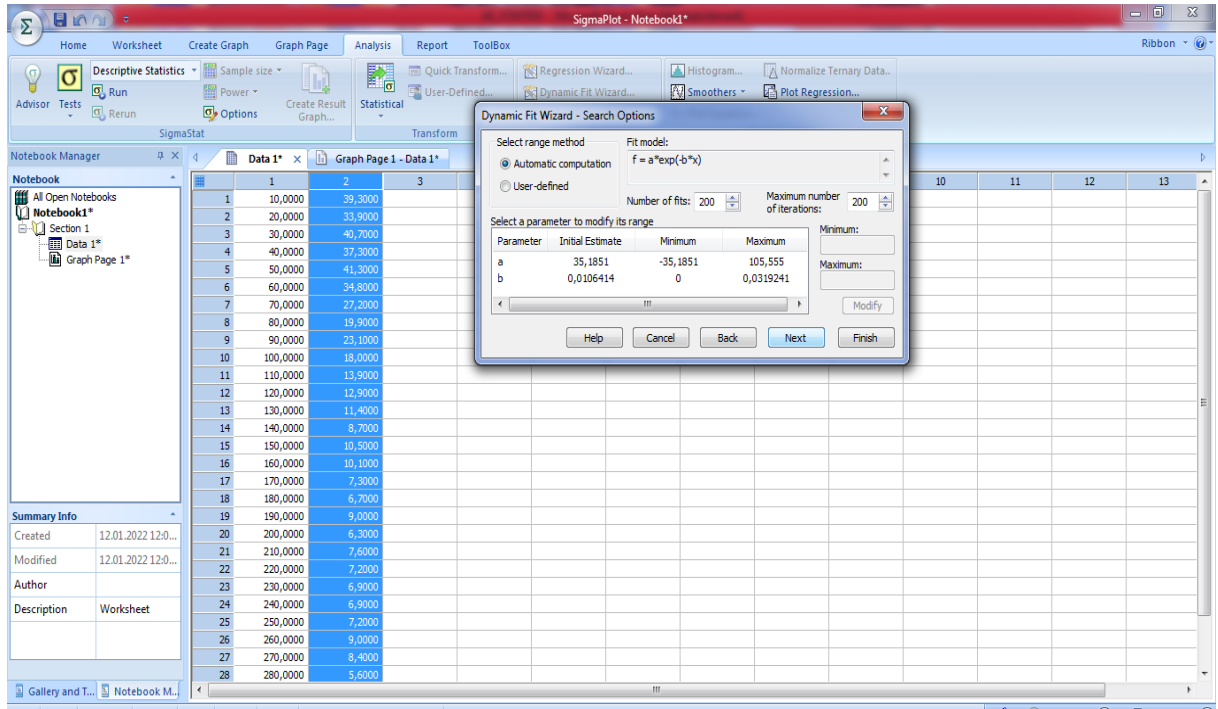 SigmaPlot - Notebook1*
Home Worksheet Create Graph Graph Page Analysis Report ToolBox Ribbon
Descriptive Statistics Sample size Quick Transform... Regression Wizard... Histogram... Normalize Ternary Data..
Run Power User-Defined... Dynamic Fit Wizard... Smoothers Plot Regression...
Advisor Tests Rerun Options Create Result Graph... Statistical
SigmaStat Transform
Notebook Manager
Data 1* Graph Page 1 - Data 1*
Notebook
All Open Notebooks
Notebook1*
Section 1
Data 1*
Graph Page 1*
Summary Info
Created 12.01.2022 12:0...
Modified 12.01.2022 12:0...
Author
Description Worksheet
Gallery and T... Notebook M...
1 2 3 10 11 12 13
1 10,0000 39,3000
2 20,0000 33,9000
3 30,0000 40,7000
4 40,0000 37,3000
5 50,0000 41,3000
6 60,0000 34,8000
7 70,0000 27,2000
8 80,0000 19,9000
9 90,0000 23,1000
10 100,0000 18,0000
11 110,0000 13,9000
12 120,0000 12,9000
13 130,0000 11,4000
14 140,0000 8,7000
15 150,0000 10,5000
16 160,0000 10,1000
17 170,0000 7,3000
18 180,0000 6,7000
19 190,0000 9,0000
20 200,0000 6,3000
21 210,0000 7,6000
22 220,0000 7,2000
23 230,0000 6,9000
24 240,0000 6,9000
25 250,0000 7,2000
26 260,0000 9,0000
27 270,0000 8,4000
28 280,0000 5,6000
Dynamic Fit Wizard - Search Options
Select range method
Automatic computation
User-defined
Fit model:
f = a*exp(-b*x)
Number of fits: 200
Maximum number of iterations: 200
Select a parameter to modify its range
Parameter Initial Estimate Minimum Maximum
a 35,1851 -35,1851 105,555
b 0,0106414 0 0,0319241
Minimum:
Maximum:
Modify
Help Cancel Back Next Finish